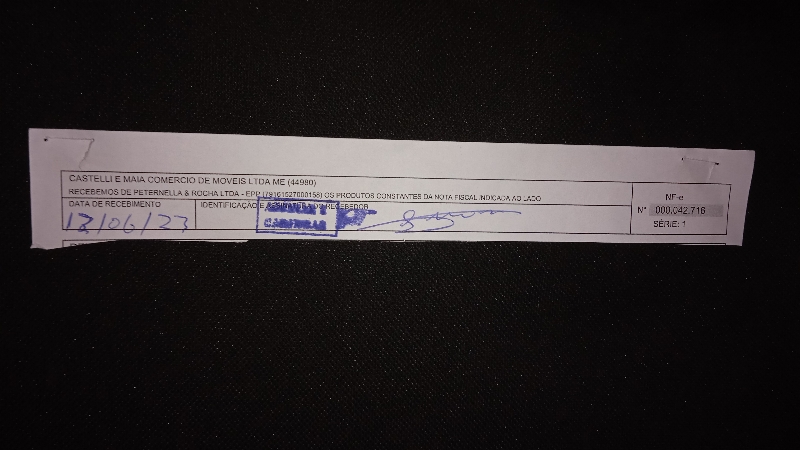 CASTELLI E MAIA COMERCIO DE MOVEIS LTDA ME (44980)
RECEBEMOS DE PETERNELLA & ROCHA LTDA - EPP (79161527000158) OS PRODUTOS CONSTANTES DA NOTA FISCAL INDICADA AO LADO
DATA DE RECEBIMENTO
12/06/23
IDENTIFICAÇÃO E ASSINATURA DO RECEBEDOR
NF-e
N° 000.042.716
SÉRIE: 1